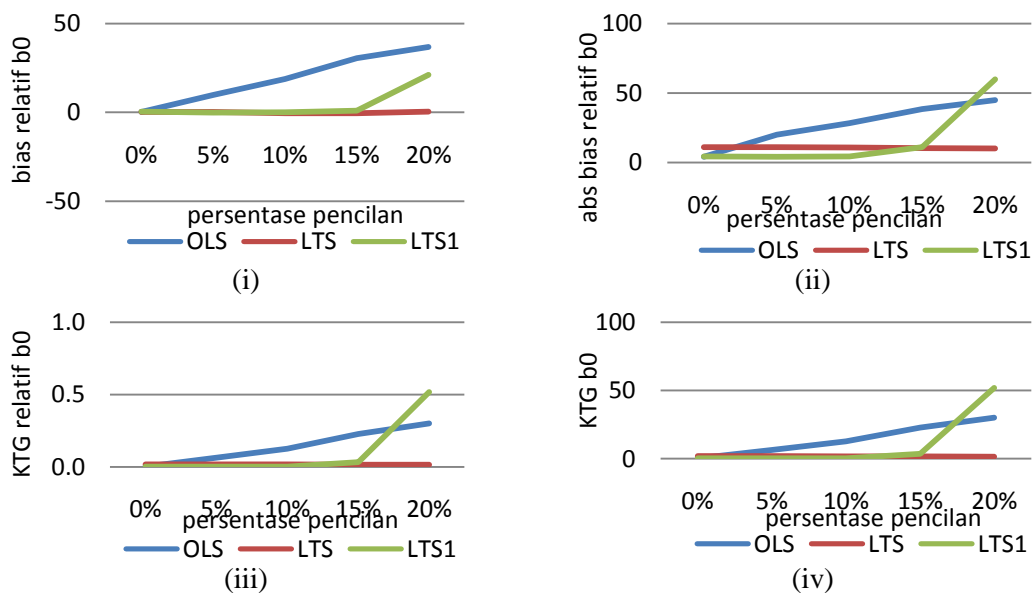 50
0
-50
bias relatif b0
0% 5% 10% 15% 20%
persentase pencilan
OLS LTS LTS1
(i)
100
50
0
abs bias relatif b0
0% 5% 10% 15% 20%
persentase pencilan
OLS LTS LTS1
(ii)
1.0
0.5
0.0
KTG relatif b0
0% 5% 10% 15% 20%
persentase pencilan
OLS LTS LTS1
(iii)
100
50
0
KTG b0
0% 5% 10% 15% 20%
persentase pencilan
OLS LTS LTS1
(iv)